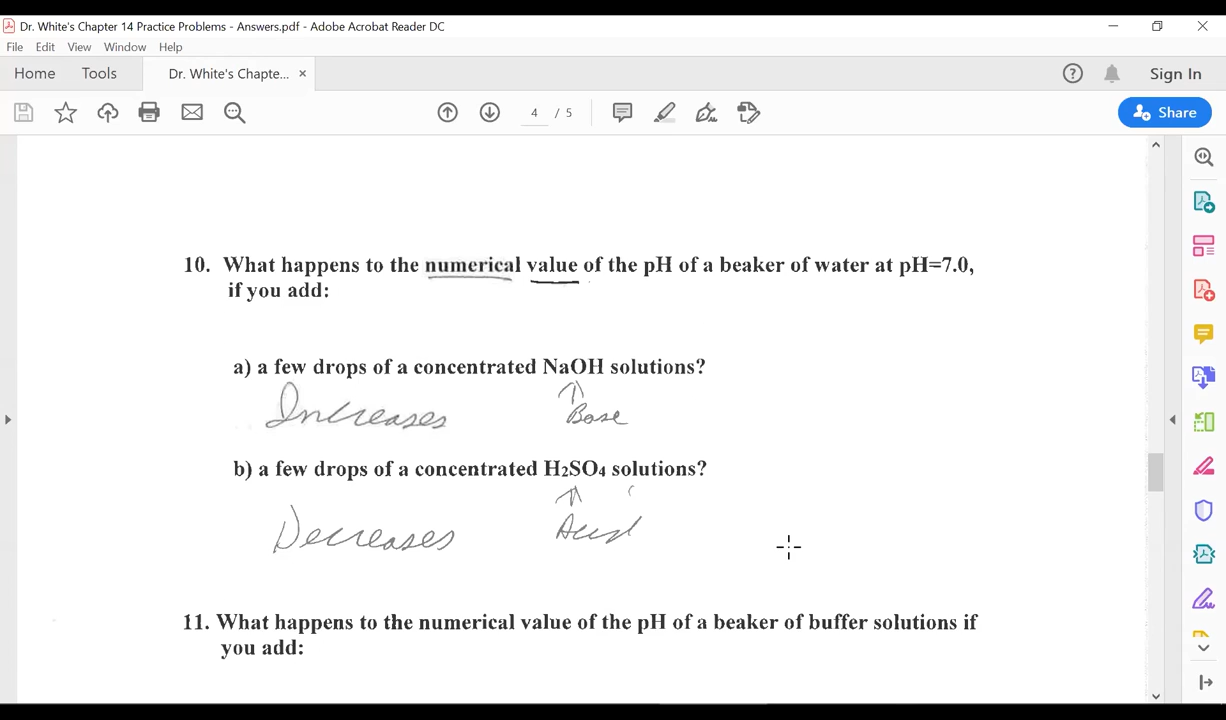 Dr. White's Chapter 14 Practice Problems - Answers.pdf - Adobe Acrobat Reader DC
File Edit View Window Help
Home Tools Dr. White's Chapte... × Sign In
4 / 5 Share
10. What happens to the numerical value of the pH of a beaker of water at pH=7.0,
if you add:
a) a few drops of a concentrated NaOH solutions?
Increases Base
b) a few drops of a concentrated H₂SO₄ solutions?
Decreases Acid
11. What happens to the numerical value of the pH of a beaker of buffer solutions if
you add: